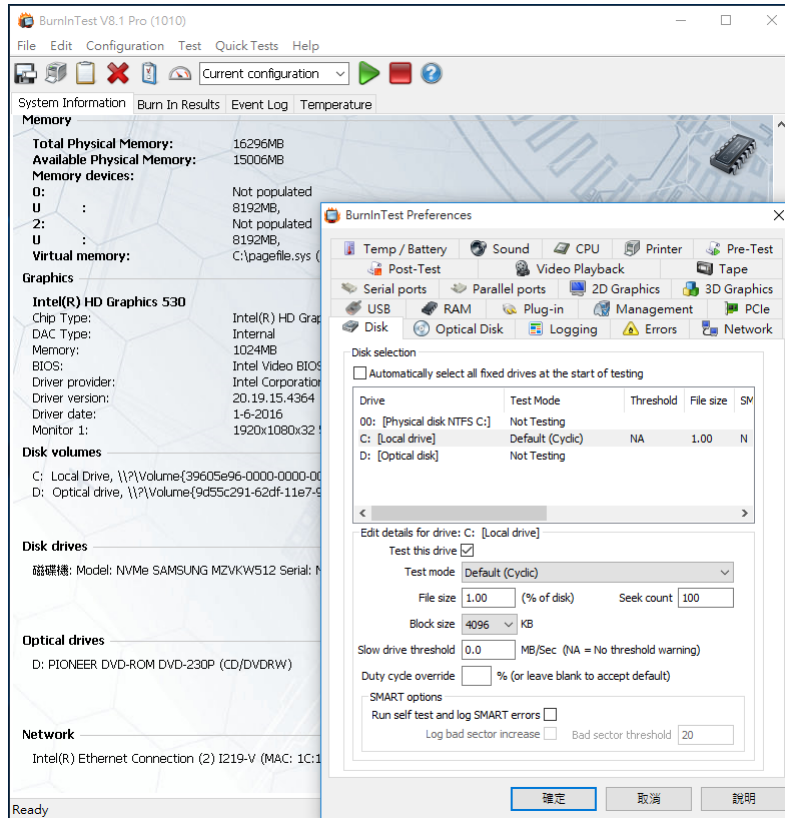 BurnInTest V8.1 Pro (1010)
File Edit Configuration Test Quick Tests Help
Current configuration
System Information Burn In Results Event Log Temperature
Memory
Total Physical Memory: 16296MB
Available Physical Memory: 15006MB
Memory devices:
0: Not populated
U : 8192MB,
2: Not populated
U : 8192MB,
Virtual memory: C:\pagefile.sys (
Graphics
Intel(R) HD Graphics 530
Chip Type: Intel(R) HD Grap
DAC Type: Internal
Memory: 1024MB
BIOS: Intel Video BIOS
Driver provider: Intel Corporation
Driver version: 20.19.15.4364
Driver date: 1-6-2016
Monitor 1: 1920x1080x32
Disk volumes
C: Local Drive, \\?\Volume{39605e96-0000-0000-00
D: Optical drive, \\?\Volume{9d55c291-62df-11e7-9
Disk drives
磁碟機: Model: NVMe SAMSUNG MZVKW512 Serial:
Optical drives
D: PIONEER DVD-ROM DVD-230P (CD/DVDRW)
Network
Intel(R) Ethernet Connection (2) I219-V (MAC: 1C:1
Ready
BurnInTest Preferences
Temp / Battery Sound CPU Printer Pre-Test
Post-Test Video Playback Tape
Serial ports Parallel ports 2D Graphics 3D Graphics
USB RAM Plug-in Management PCIe
Disk Optical Disk Logging Errors Network
Disk selection
Automatically select all fixed drives at the start of testing
Drive Test Mode Threshold File size SM
00: [Physical disk NTFS C:] Not Testing
C: [Local drive] Default (Cyclic) NA 1.00 N
D: [Optical disk] Not Testing
Edit details for drive: C: [Local drive]
Test this drive
Test mode Default (Cyclic)
File size 1.00 (% of disk) Seek count 100
Block size 4096 KB
Slow drive threshold 0.0 MB/Sec (NA = No threshold warning)
Duty cycle override % (or leave blank to accept default)
SMART options
Run self test and log SMART errors
Log bad sector increase Bad sector threshold 20
確定 取消 說明